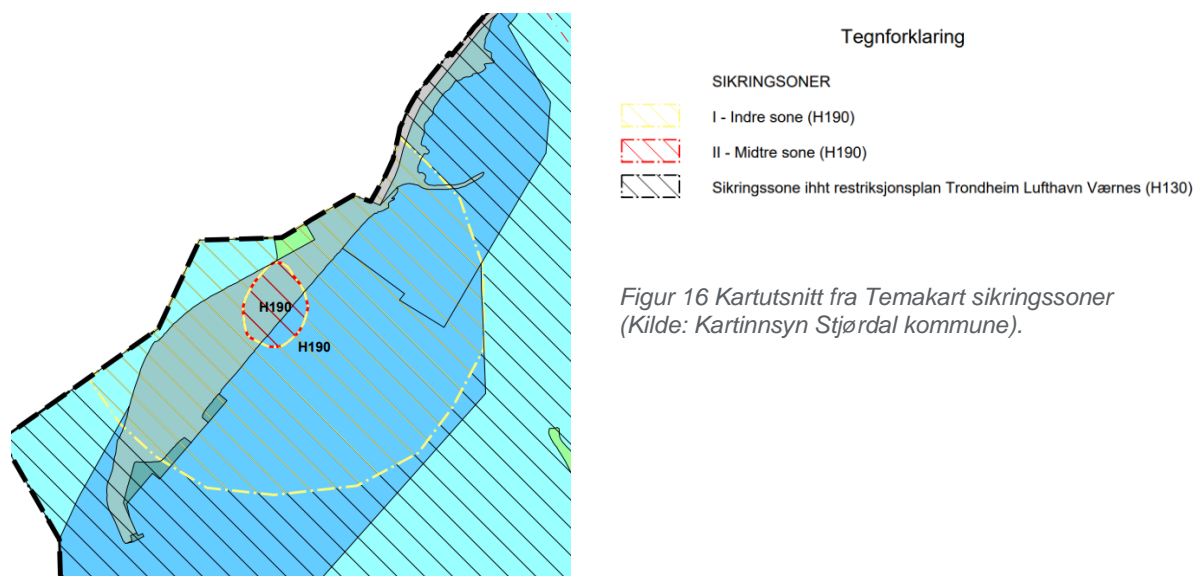 H190
H190
Tegnforklaring
SIKRINGSONER
I - Indre sone (H190)
II - Midtre sone (H190)
Sikringssone ihht restriksjonsplan Trondheim Lufthavn Værnes (H130)
Figur 16 Kartutsnitt fra Temakart sikringssoner
(Kilde: Kartinnsyn Stjørdal kommune).